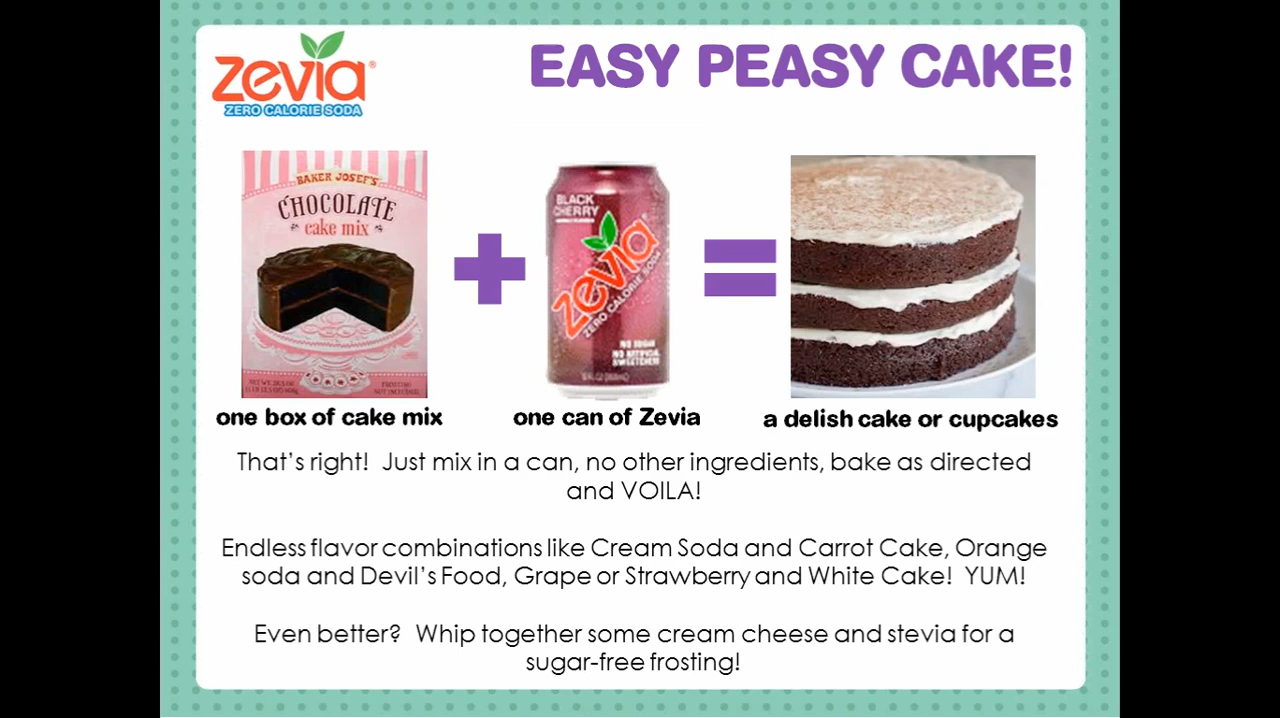 zevia®
ZERO CALORIE SODA
EASY PEASY CAKE!
BAKER JOSEF'S
CHOCOLATE
cake mix
FROSTING
NOT INCLUDED
BLACK
CHERRY
zevia
ZERO CALORIE SODA
NO SUGAR
NO ARTIFICIAL
SWEETENERS
one box of cake mix
one can of Zevia
a delish cake or cupcakes
That's right!  Just mix in a can, no other ingredients, bake as directed
and VOILA!
Endless flavor combinations like Cream Soda and Carrot Cake, Orange
soda and Devil's Food, Grape or Strawberry and White Cake!  YUM!
Even better?  Whip together some cream cheese and stevia for a
sugar-free frosting!